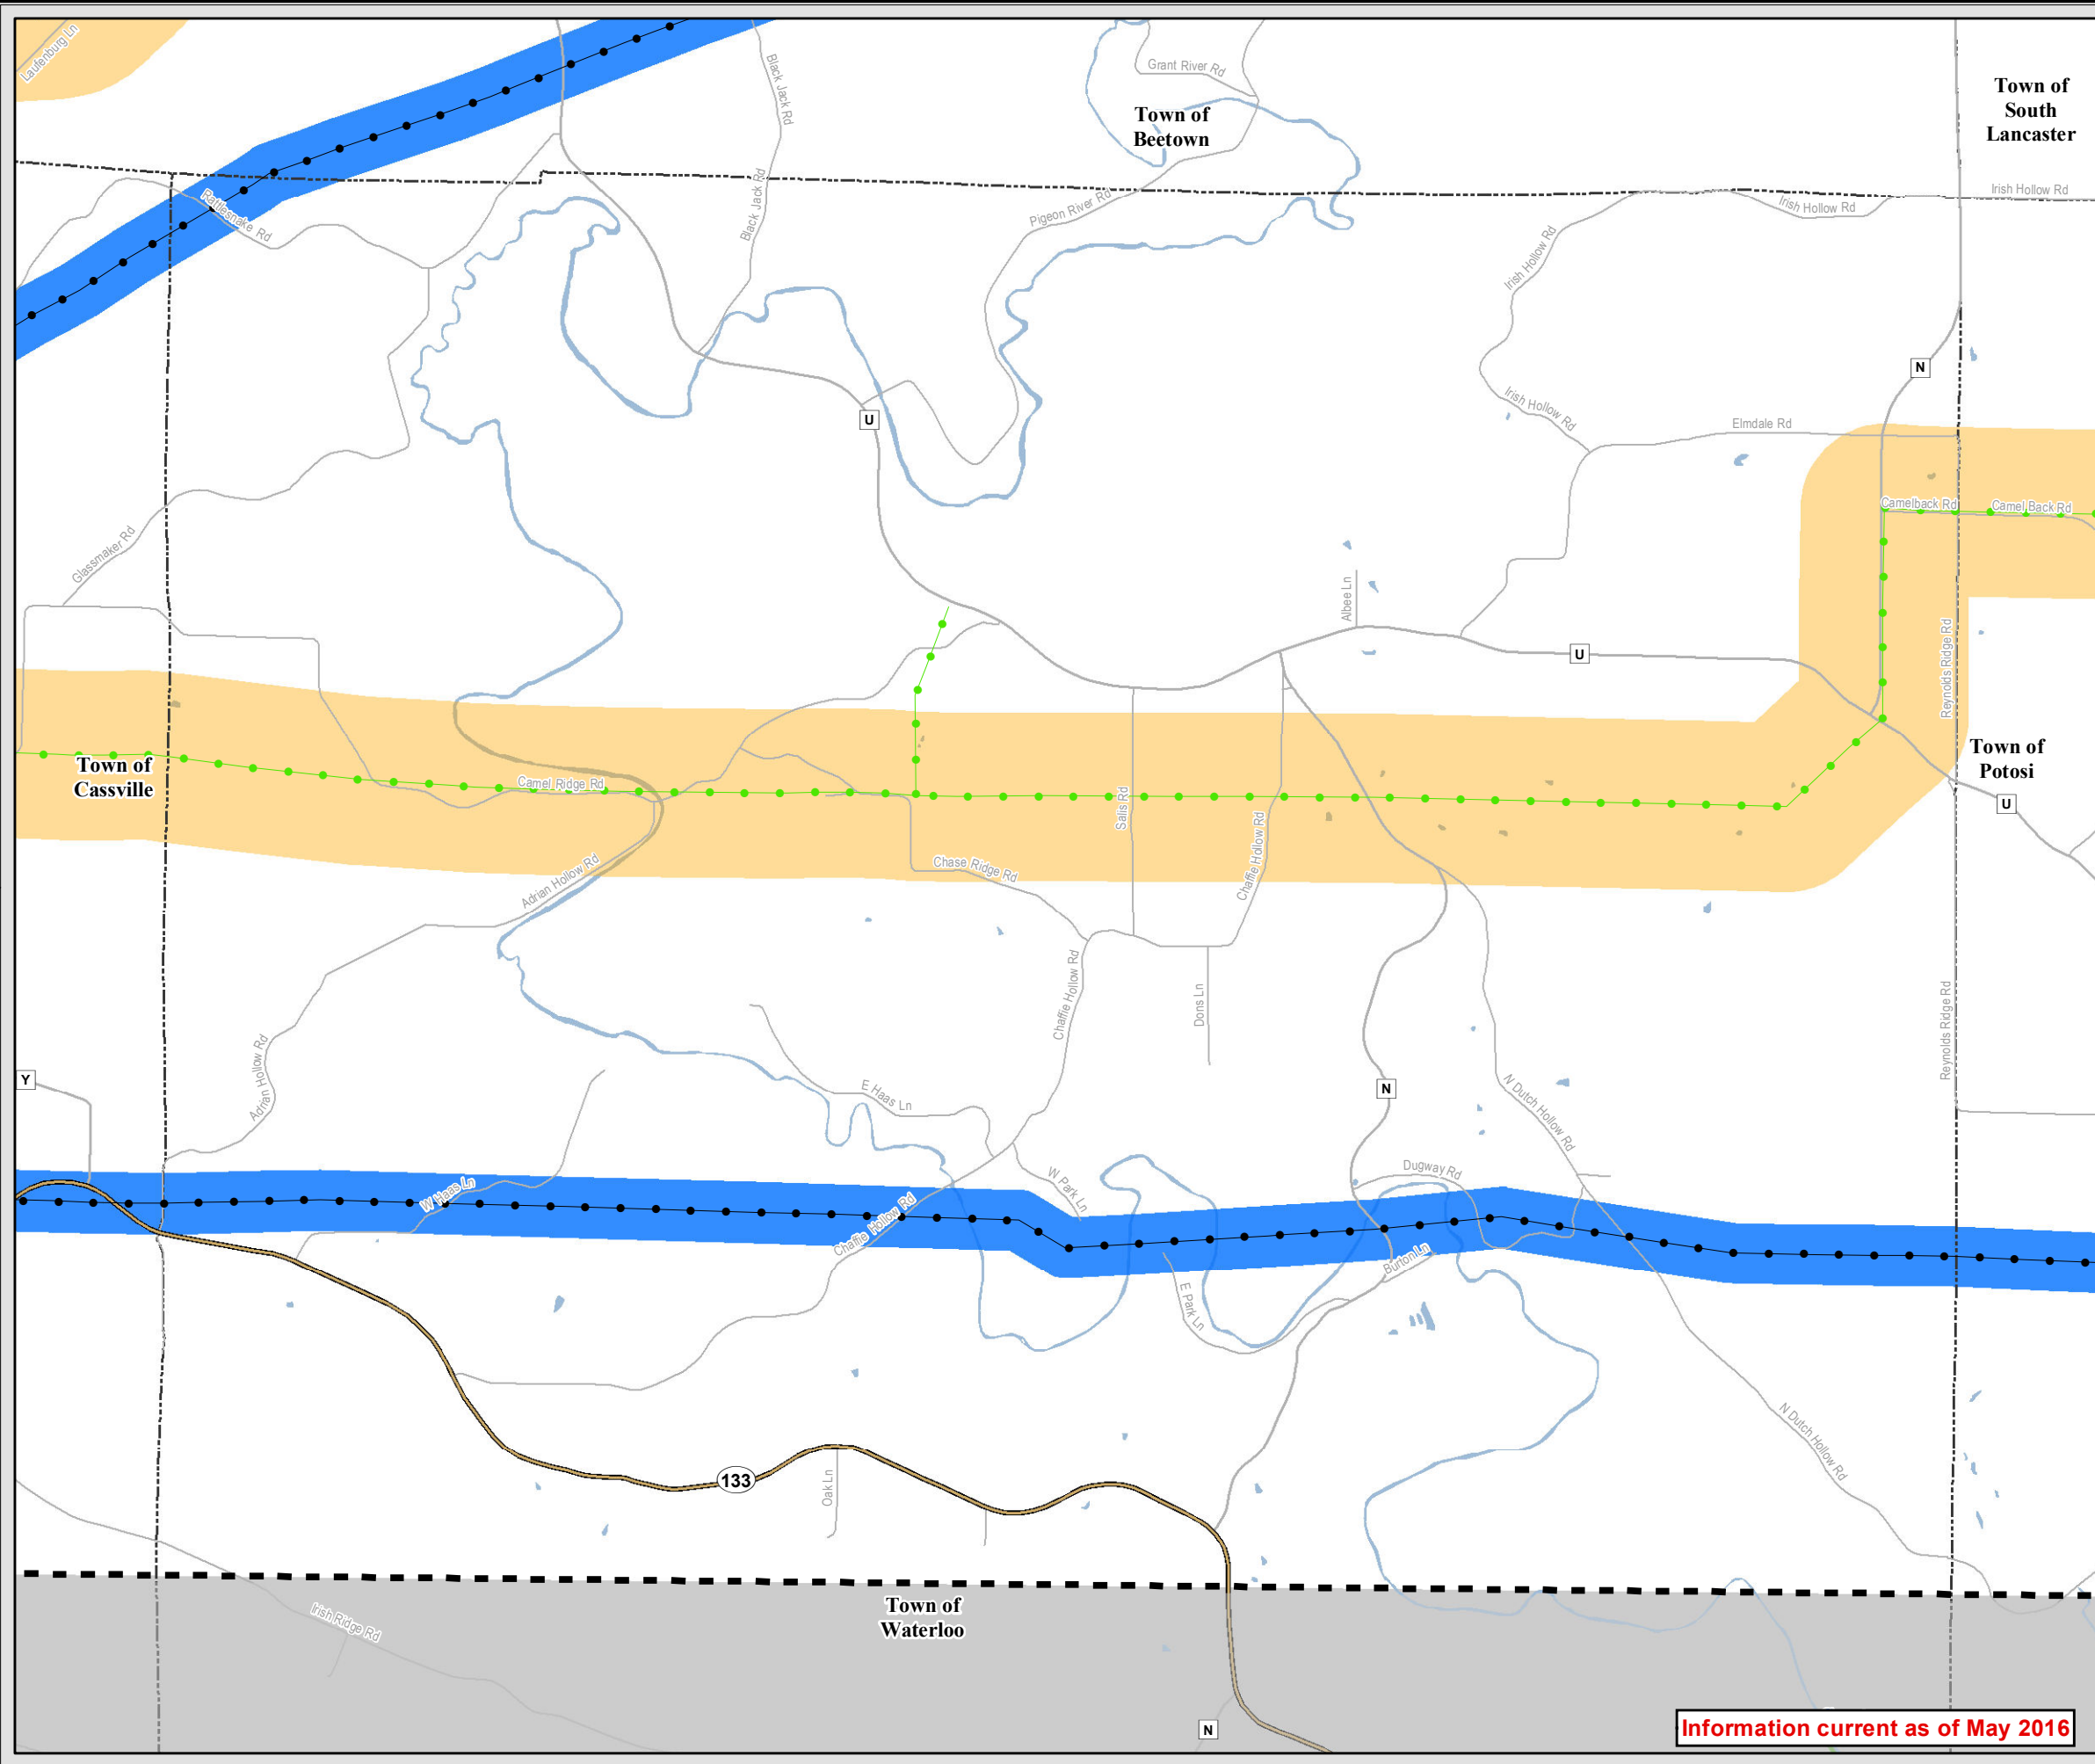 Laufenburg Ln
Black Jack Rd
Grant River Rd
Town of
Beetown
Town of
South
Lancaster
Rattlesnake Rd
Black Jack Rd
Pigeon River Rd
Irish Hollow Rd
Irish Hollow Rd
Irish Hollow Rd
N
U
Irish Hollow Rd
Elmdale Rd
Camelback Rd
Camel Back Rd
Glassmaker Rd
Albee Ln
U
Reynolds Ridge Rd
Town of
Cassville
Camel Ridge Rd
Town of
Potosi
U
Salis Rd
Chaffie Hollow Rd
Adrian Hollow Rd
Chase Ridge Rd
Chaffie Hollow Rd
Dons Ln
Reynolds Ridge Rd
Adrian Hollow Rd
Y
E Haas Ln
N
N Dutch Hollow Rd
W Haas Ln
W Park Ln
Dugway Rd
Chaffie Hollow Rd
Burton Ln
E Park Ln
N Dutch Hollow Rd
133
Oak Ln
Town of
Waterloo
Irish Ridge Rd
N
Information current as of May 2016